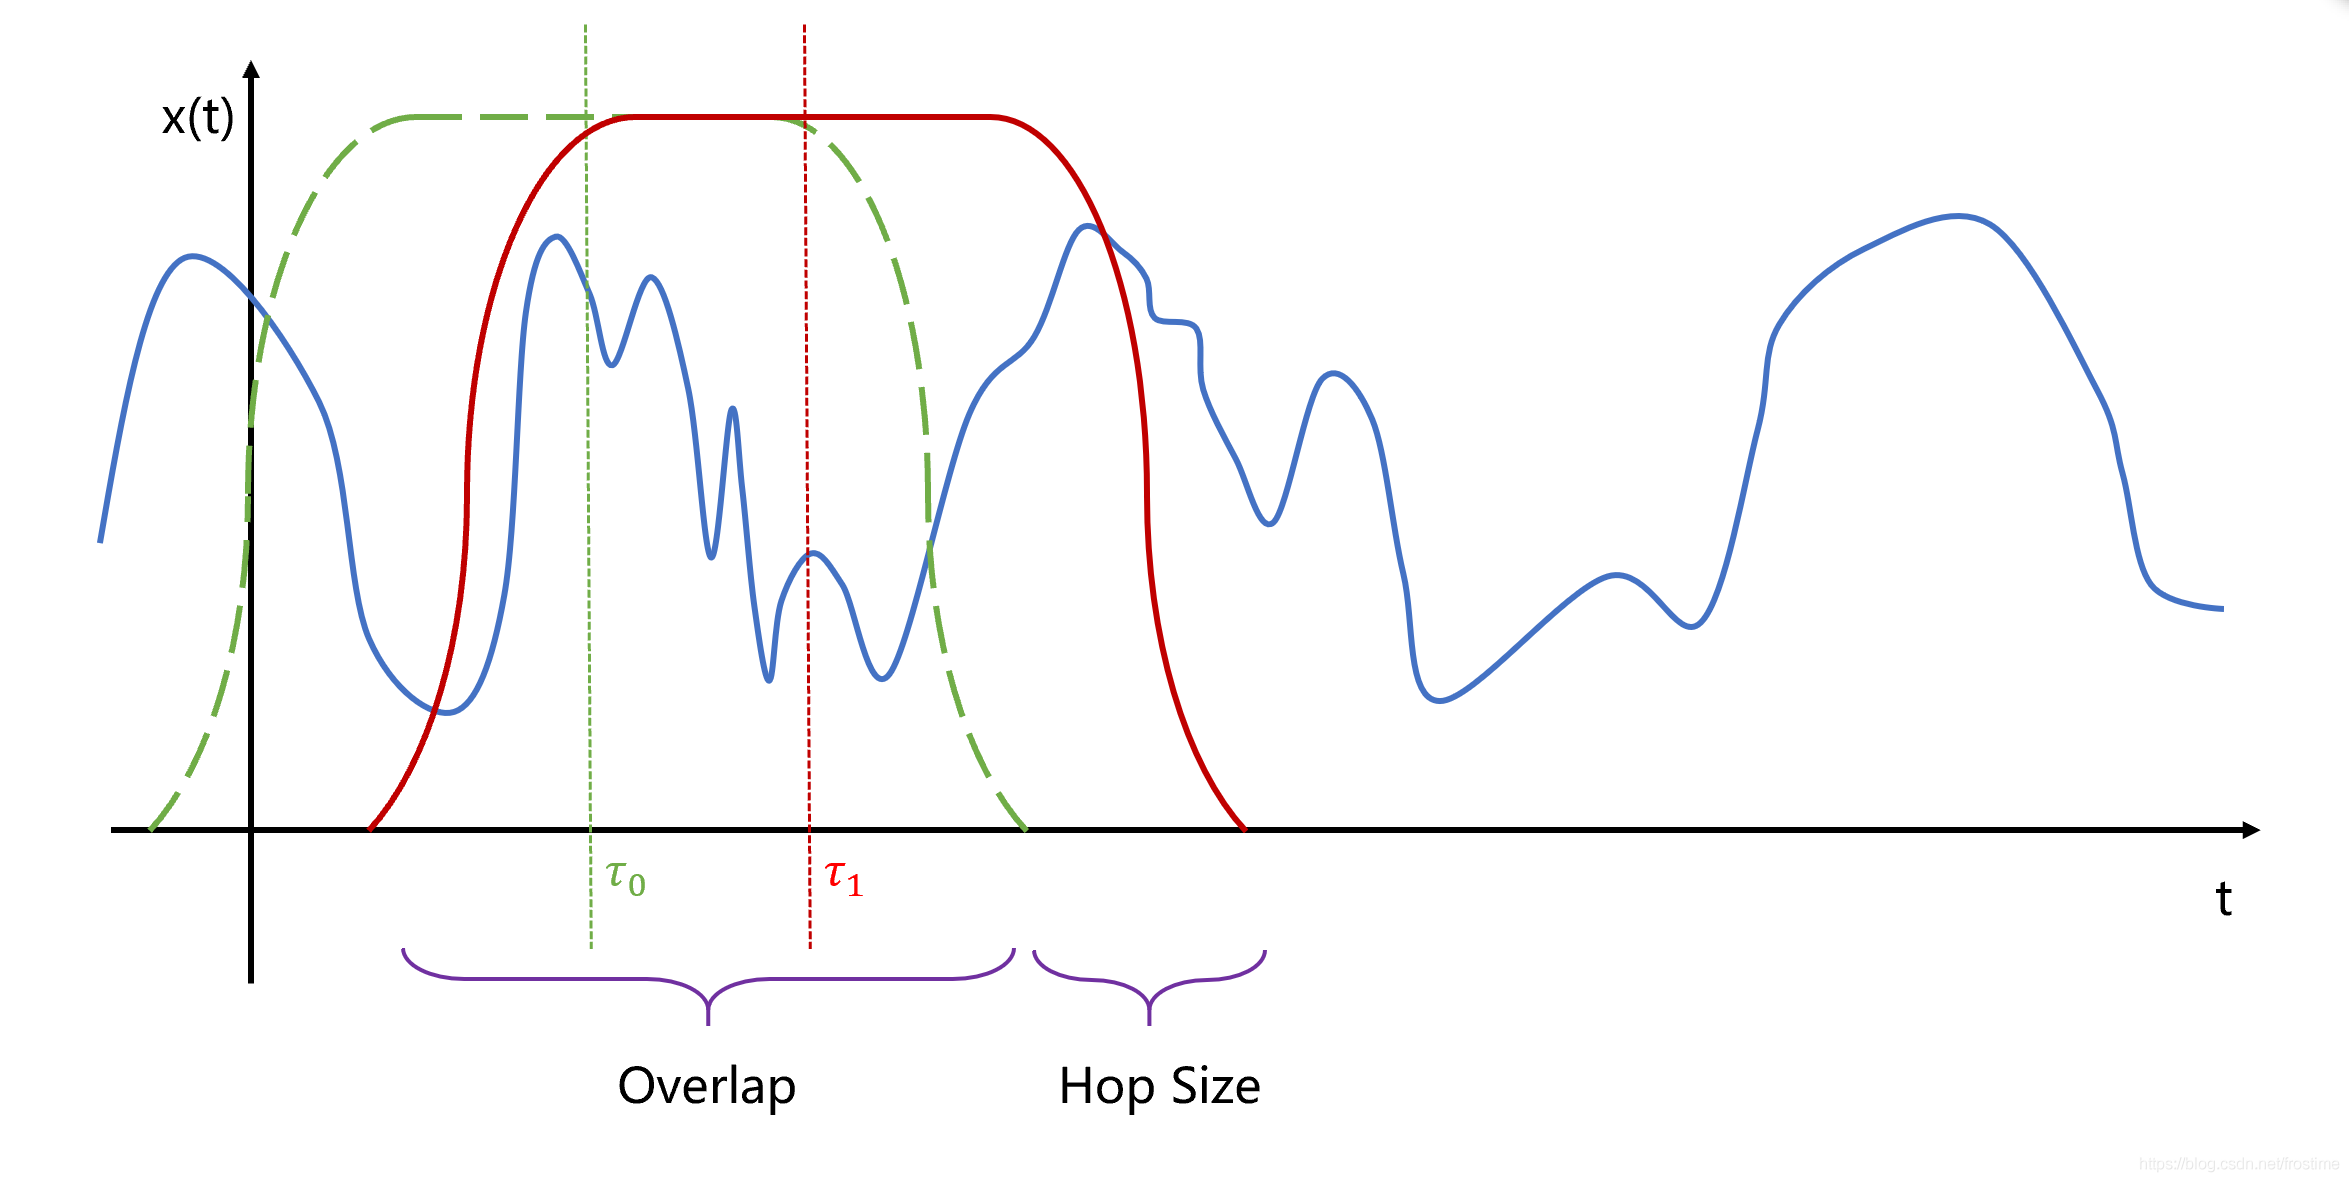 x(t)
τ₀
τ₁
t
Overlap
Hop Size
https://blog.csdn.net/frostime